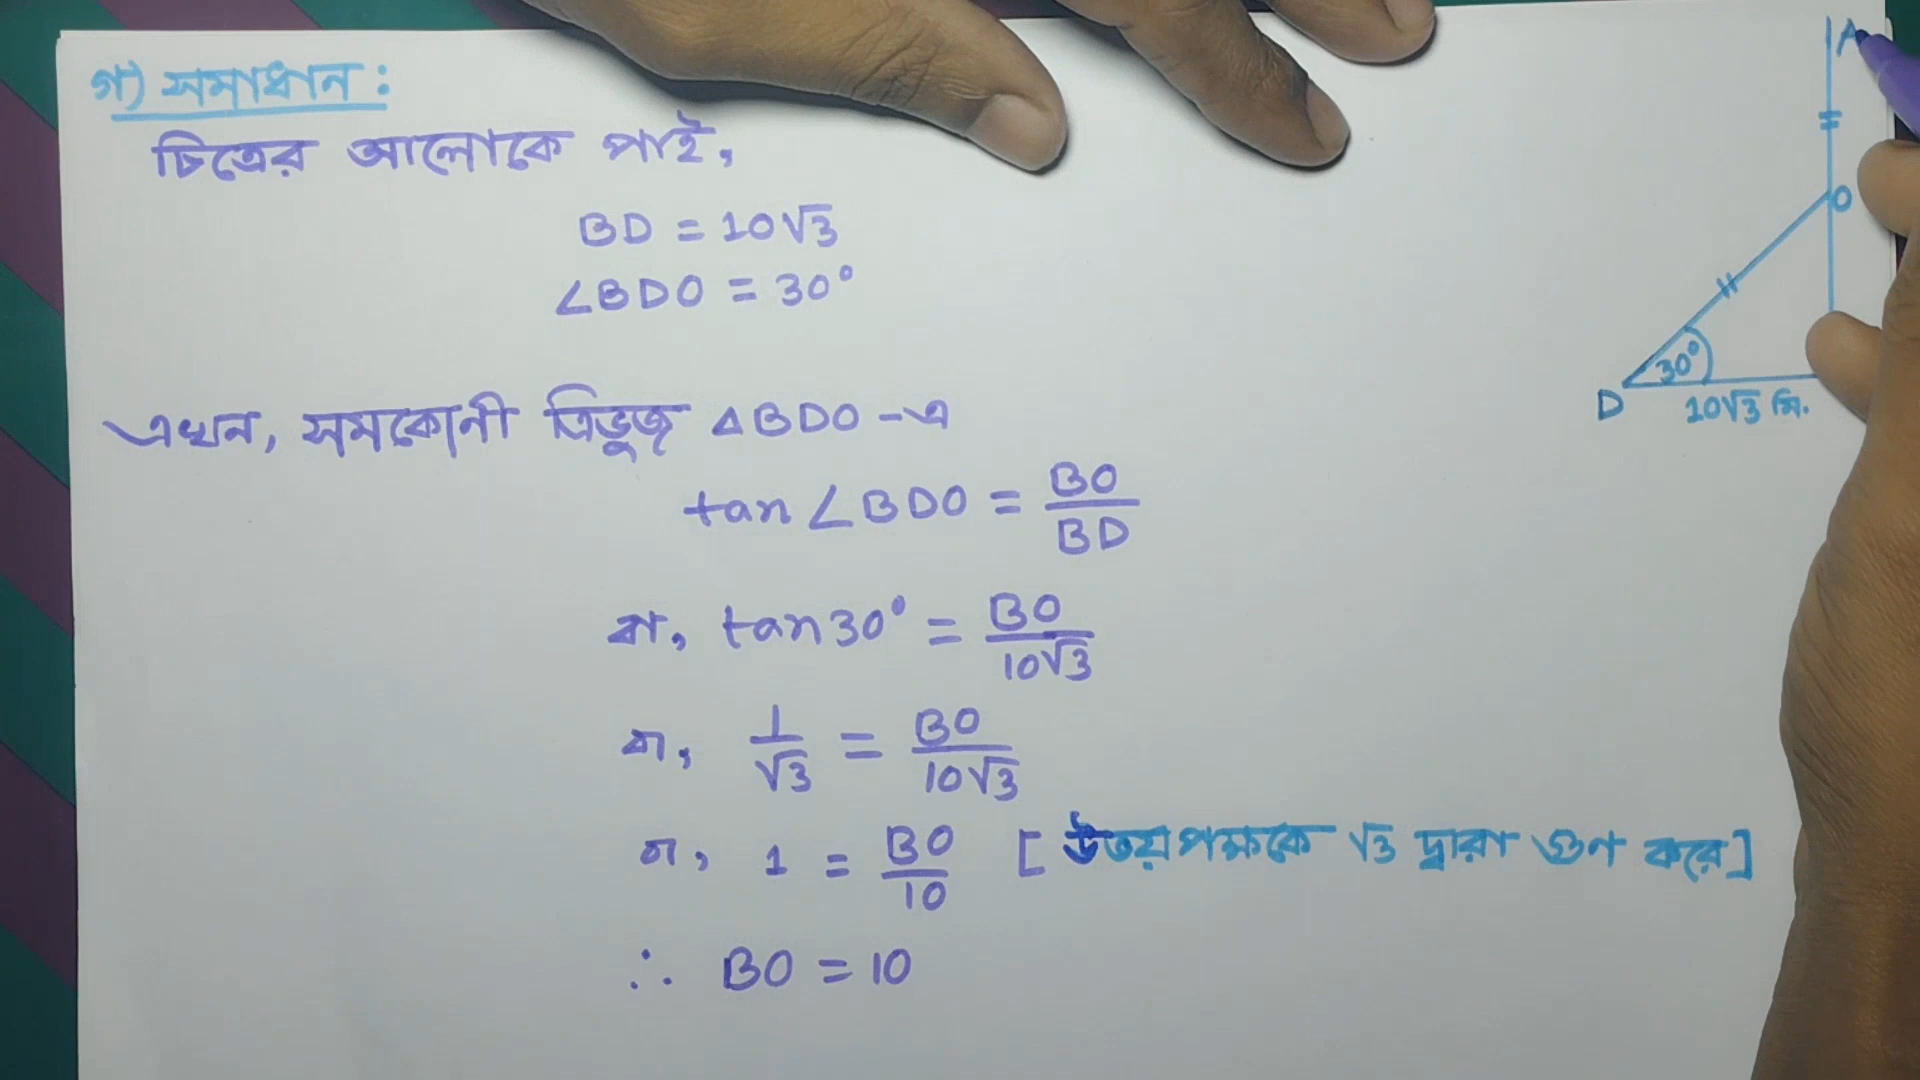 গ) সমাধান :
চিত্রের আলোকে পাই,
BD = 10√3
∠BDO = 30°
এখন, সমকোনী ত্রিভুজ △BDO-এ
tan∠BDO = BO/BD
বা, tan30° = BO/10√3
বা, 1/√3 = BO/10√3
বা, 1 = BO/10 [উভয়পক্ষকে √3 দ্বারা গুণ করে]
∴ BO = 10
A
O
30°
D
10√3 মি.